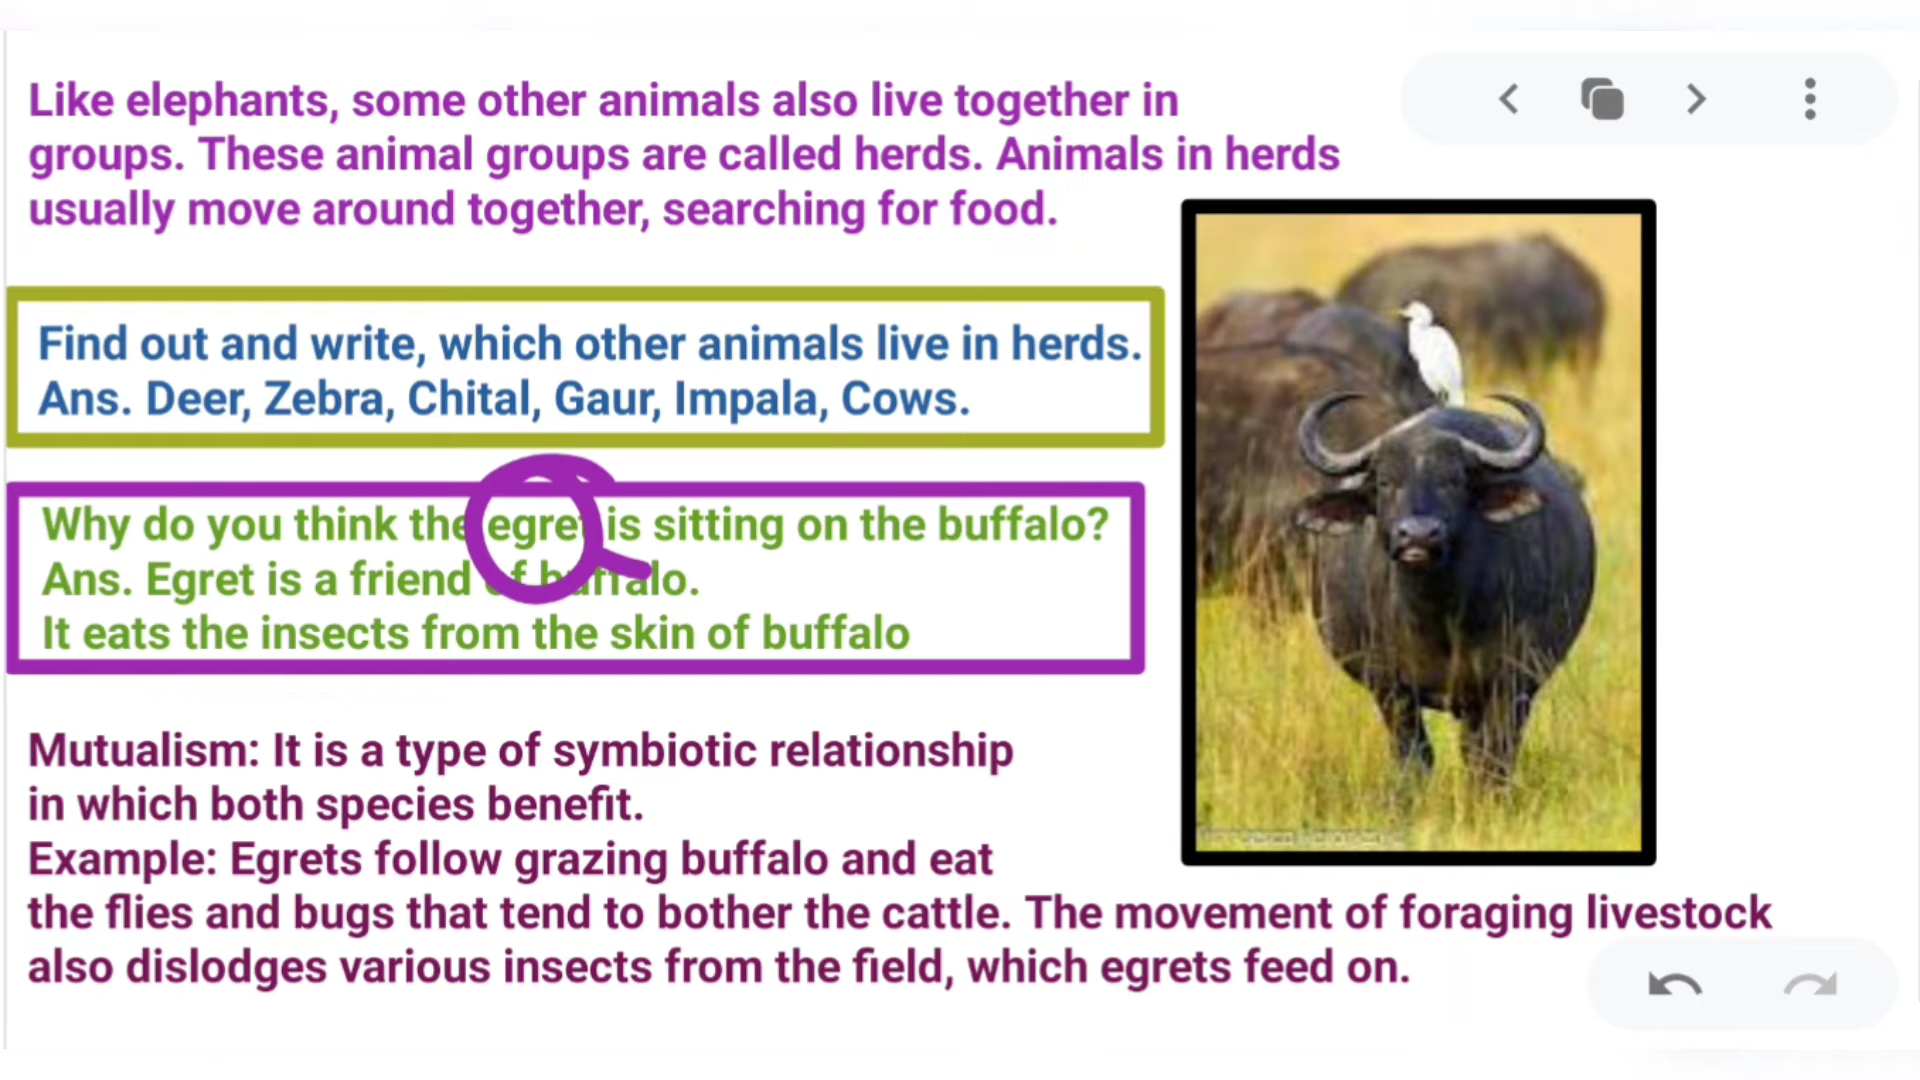 Like elephants, some other animals also live together in
groups. These animal groups are called herds. Animals in herds
usually move around together, searching for food.
Find out and write, which other animals live in herds.
Ans. Deer, Zebra, Chital, Gaur, Impala, Cows.
Why do you think the egret is sitting on the buffalo?
Ans. Egret is a friend of buffalo.
It eats the insects from the skin of buffalo
Mutualism: It is a type of symbiotic relationship
in which both species benefit.
Example: Egrets follow grazing buffalo and eat
the flies and bugs that tend to bother the cattle. The movement of foraging livestock
also dislodges various insects from the field, which egrets feed on.